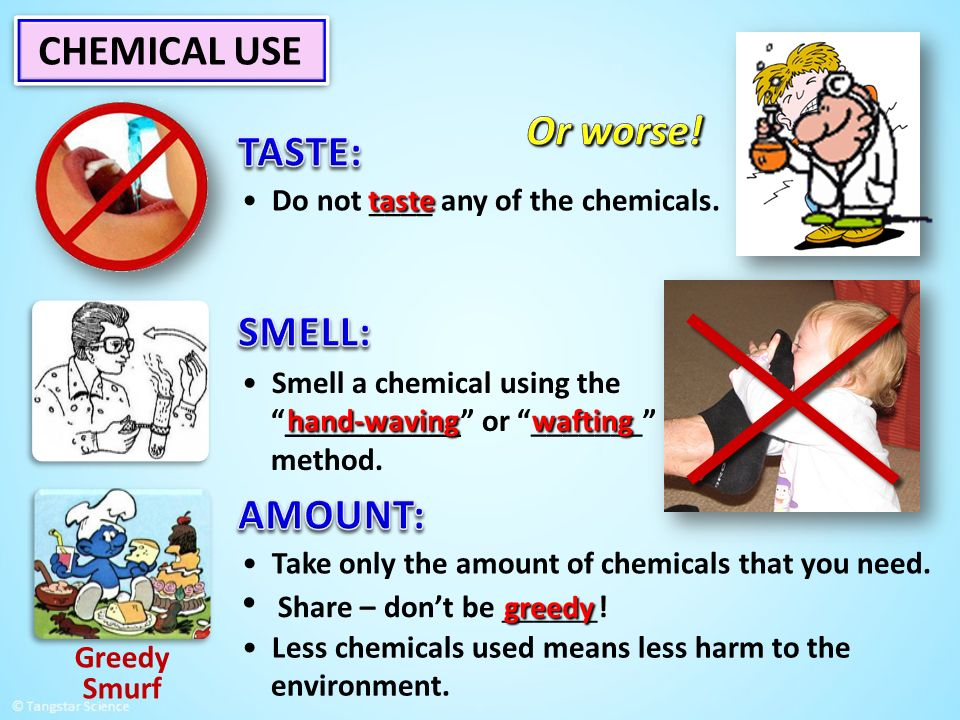 CHEMICAL USE
Or worse!
TASTE:
• Do not taste any of the chemicals.
SMELL:
• Smell a chemical using the
“hand-waving” or “wafting”
method.
AMOUNT:
• Take only the amount of chemicals that you need.
• Share – don’t be greedy!
• Less chemicals used means less harm to the
environment.
Greedy
Smurf
© Tangstar Science